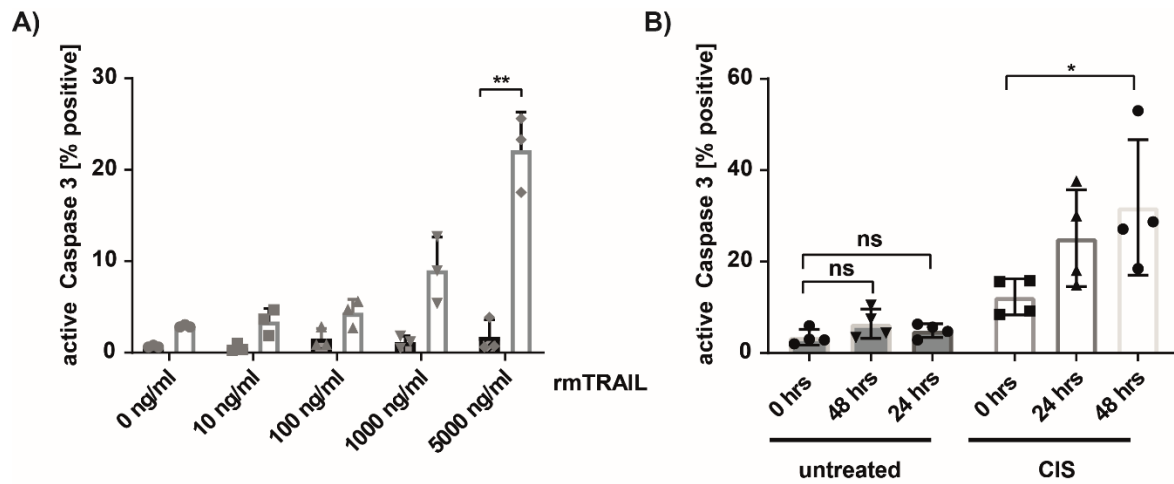 A)
active Caspase 3 [% positive]
30
20
10
0
**
0 ng/ml
10 ng/ml
100 ng/ml
1000 ng/ml
5000 ng/ml
rmTRAIL
B)
active Caspase 3 [% positive]
60
40
20
0
ns
ns
*
0 hrs
48 hrs
24 hrs
0 hrs
24 hrs
48 hrs
untreated
CIS